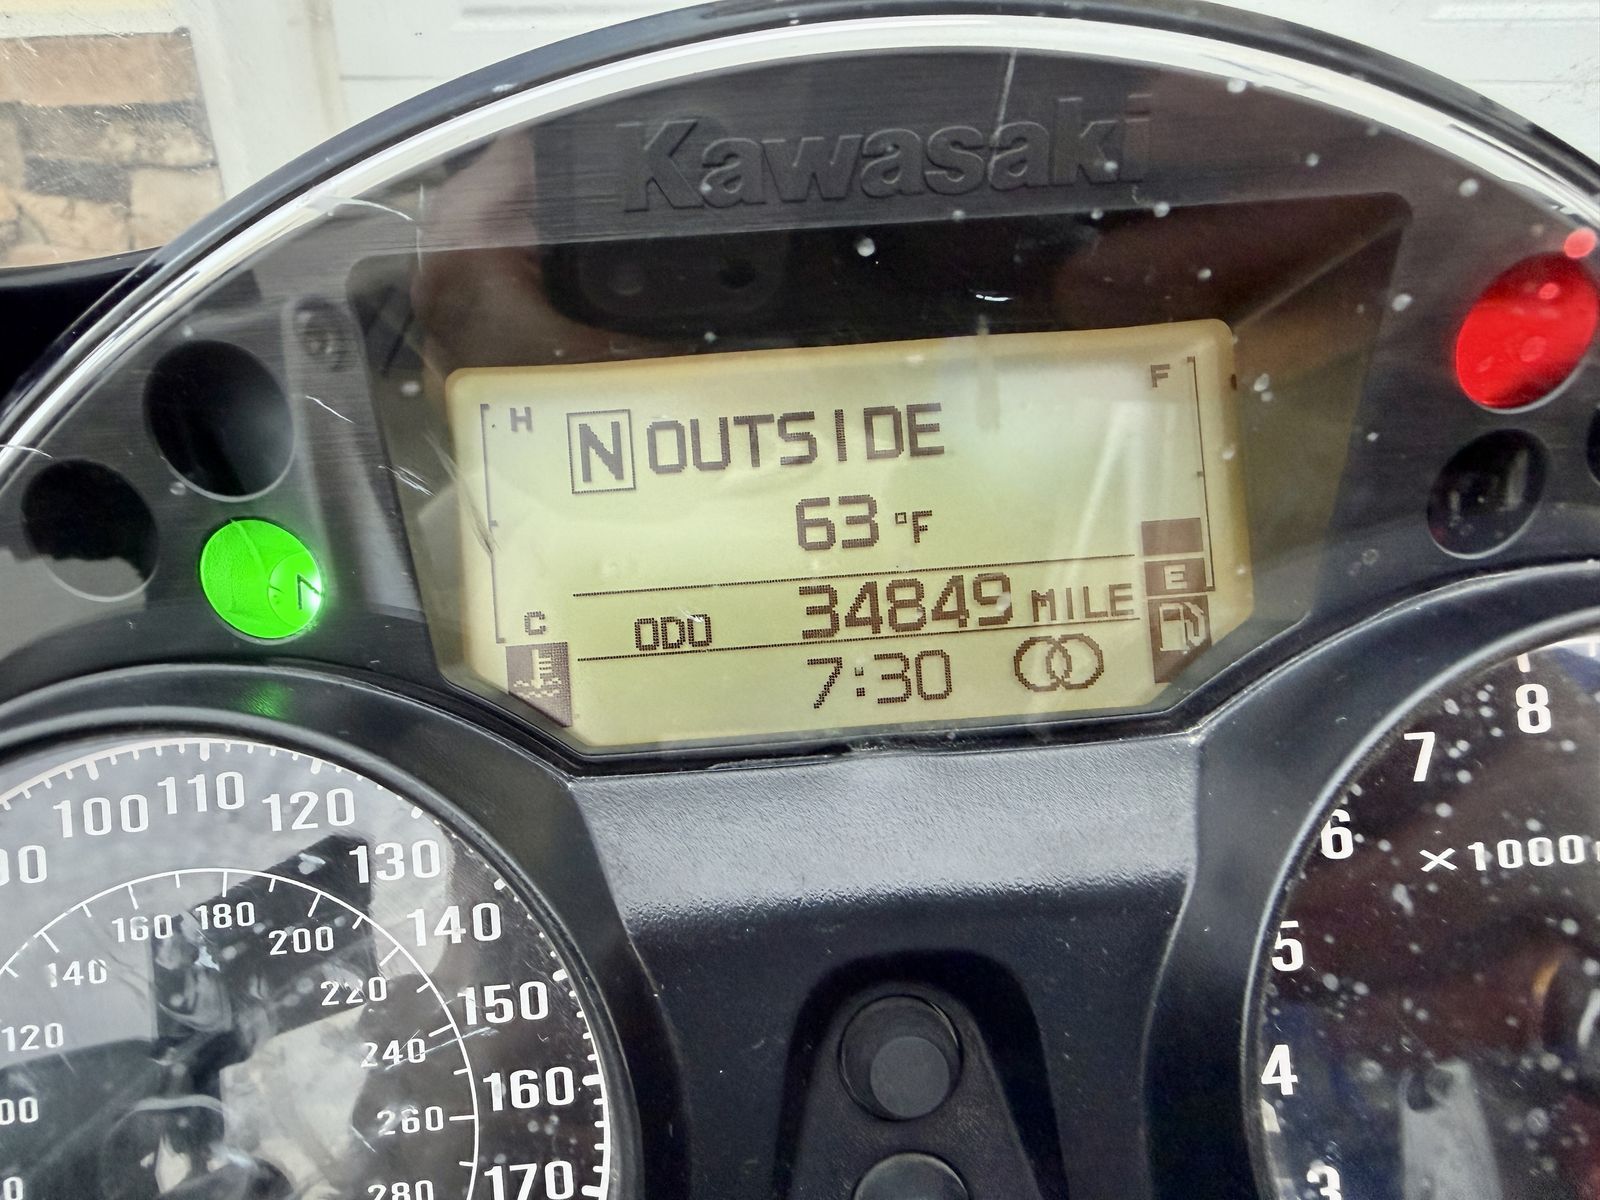 Kawasaki
H
N OUTSIDE
F
63 °F
E
C
ODO 34849 MILE
7:30
N
100 110 120 130 140 150 160 170
120 140 160 180 200 220 240 260 280
3 4 5 6 7 8
×1000